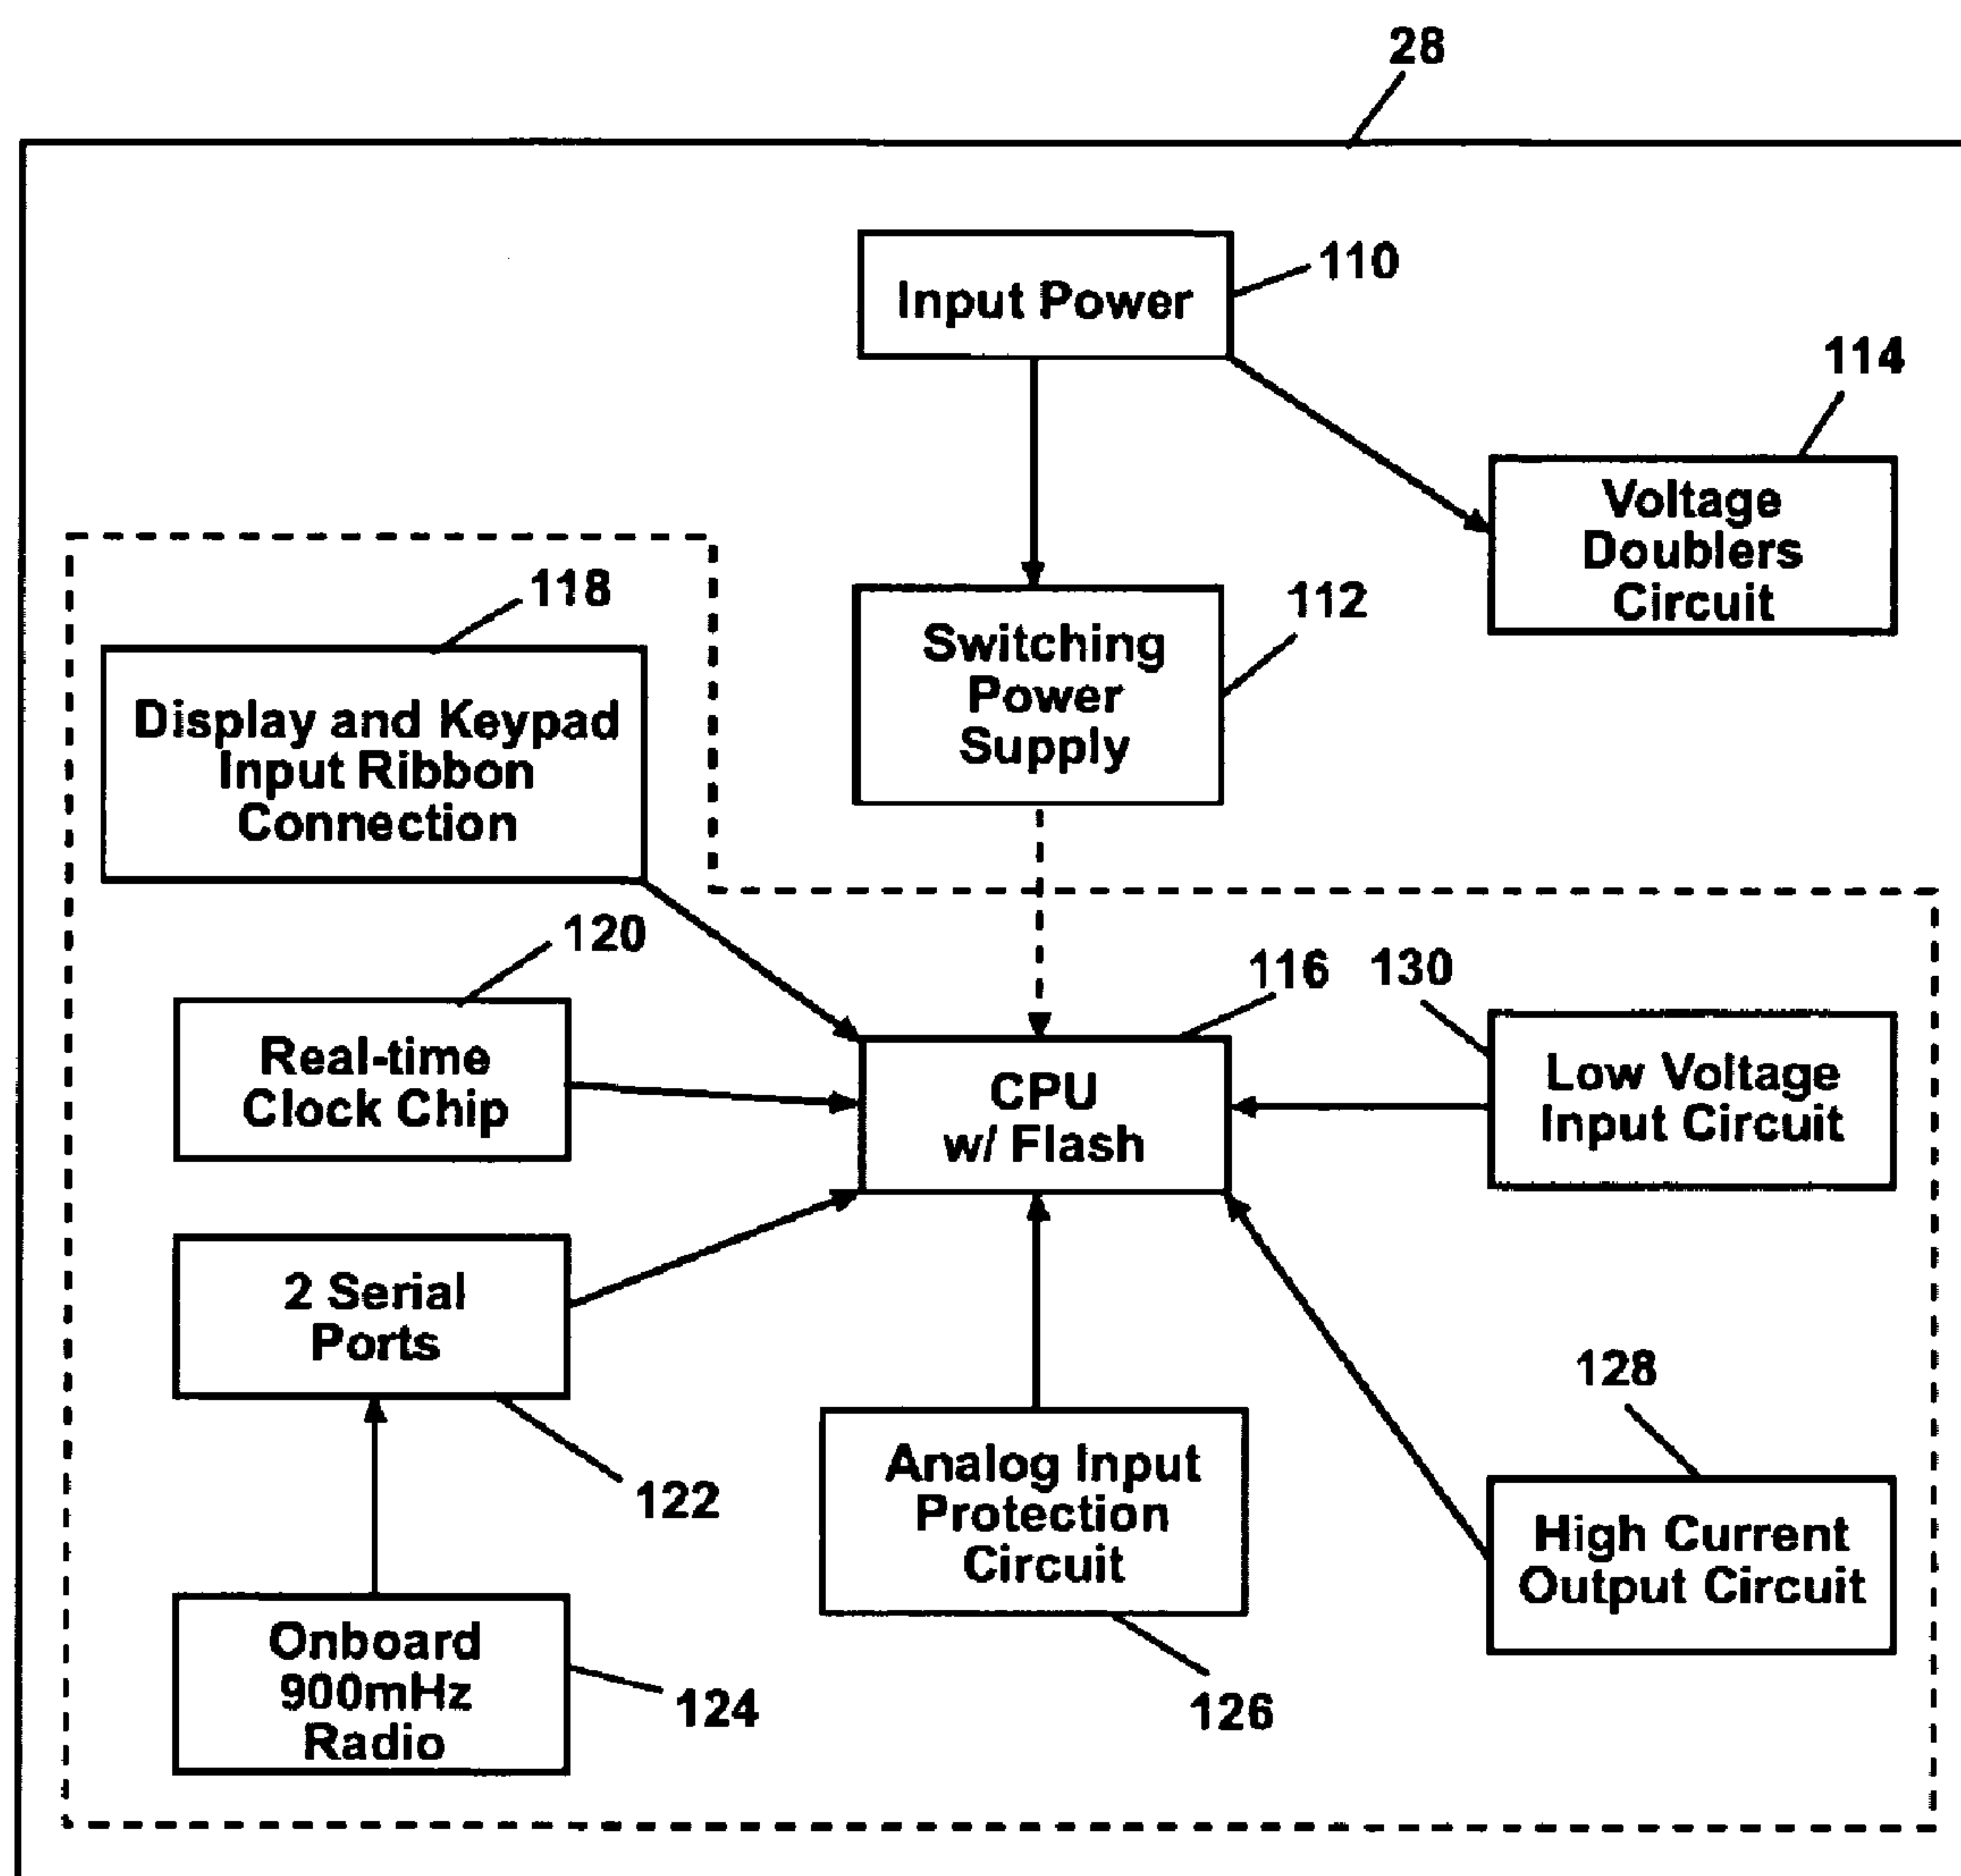 28
110
Input Power
114
Voltage
Doublers
Circuit
118
112
Switching
Power
Supply
Display and Keypad
Input Ribbon
Connection
120
116
130
Real-time
Clock Chip
CPU
w/ Flash
Low Voltage
Input Circuit
2 Serial
Ports
122
128
Analog Input
Protection
Circuit
High Current
Output Circuit
Onboard
900mHz
Radio
124
126